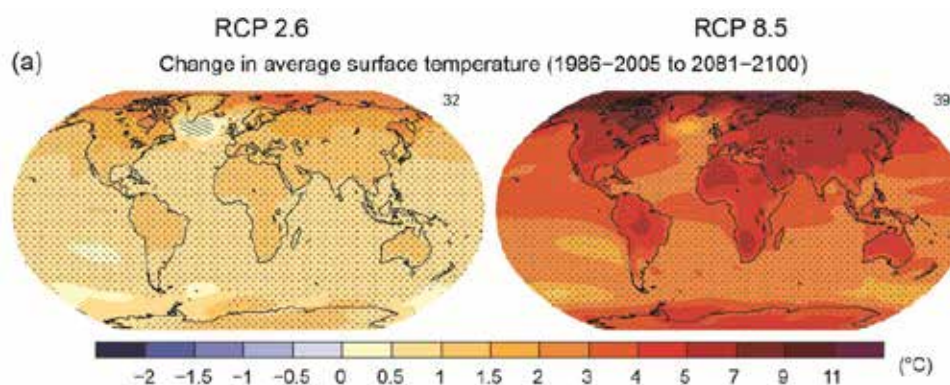 RCP 2.6 RCP 8.5
(a) Change in average surface temperature (1986−2005 to 2081−2100)
32 39
−2 −1.5 −1 −0.5 0 0.5 1 1.5 2 3 4 5 7 9 11 (°C)